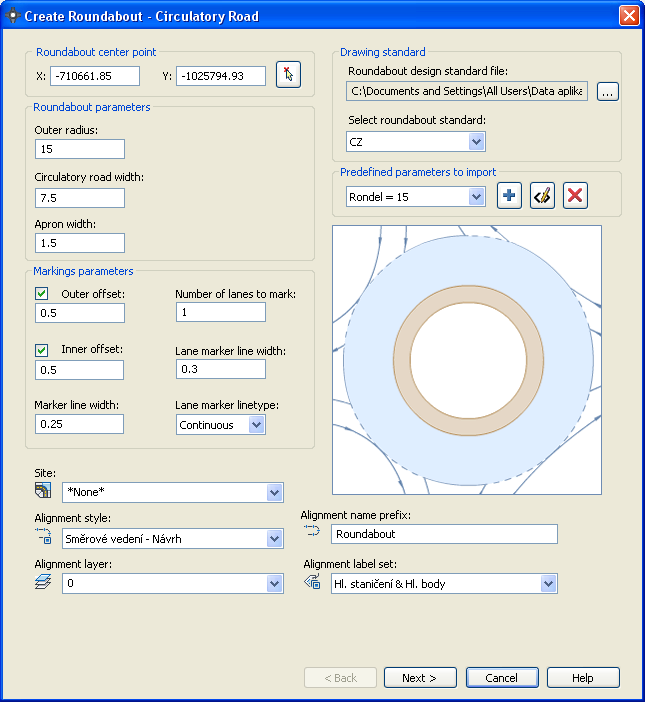 Create Roundabout - Circulatory Road
Roundabout center point
X: -710661.85 Y: -1025794.93
Roundabout parameters
Outer radius:
15
Circulatory road width:
7.5
Apron width:
1.5
Markings parameters
Outer offset: Number of lanes to mark:
0.5 1
Inner offset: Lane marker line width:
0.5 0.3
Marker line width: Lane marker linetype:
0.25 Continuous
Drawing standard
Roundabout design standard file:
C:\Documents and Settings\All Users\Data aplika ...
Select roundabout standard:
CZ
Predefined parameters to import
Rondel = 15
Site:
*None*
Alignment style: Alignment name prefix:
Směrové vedení - Návrh Roundabout
Alignment layer: Alignment label set:
0 Hl. staničení & Hl. body
< Back Next > Cancel Help